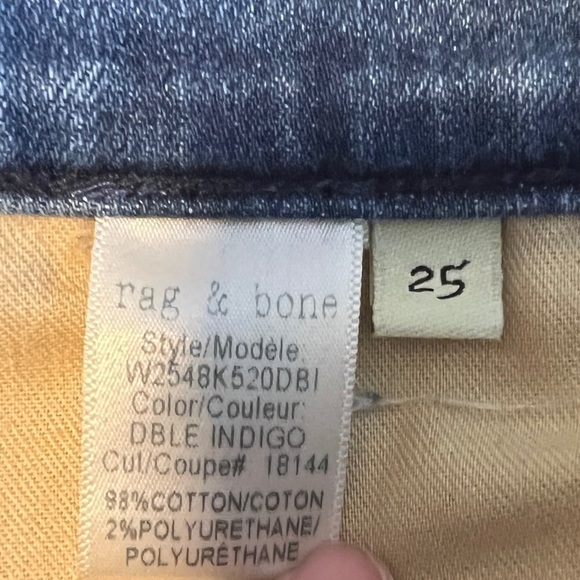 rag & bone
Style/Modèle:
W2548K520DBI
Color/Couleur:
DBLE INDIGO
Cut/Coupe# 18144
98%COTTON/COTON
2%POLYURETHANE/
POLYURÉTHANE
25